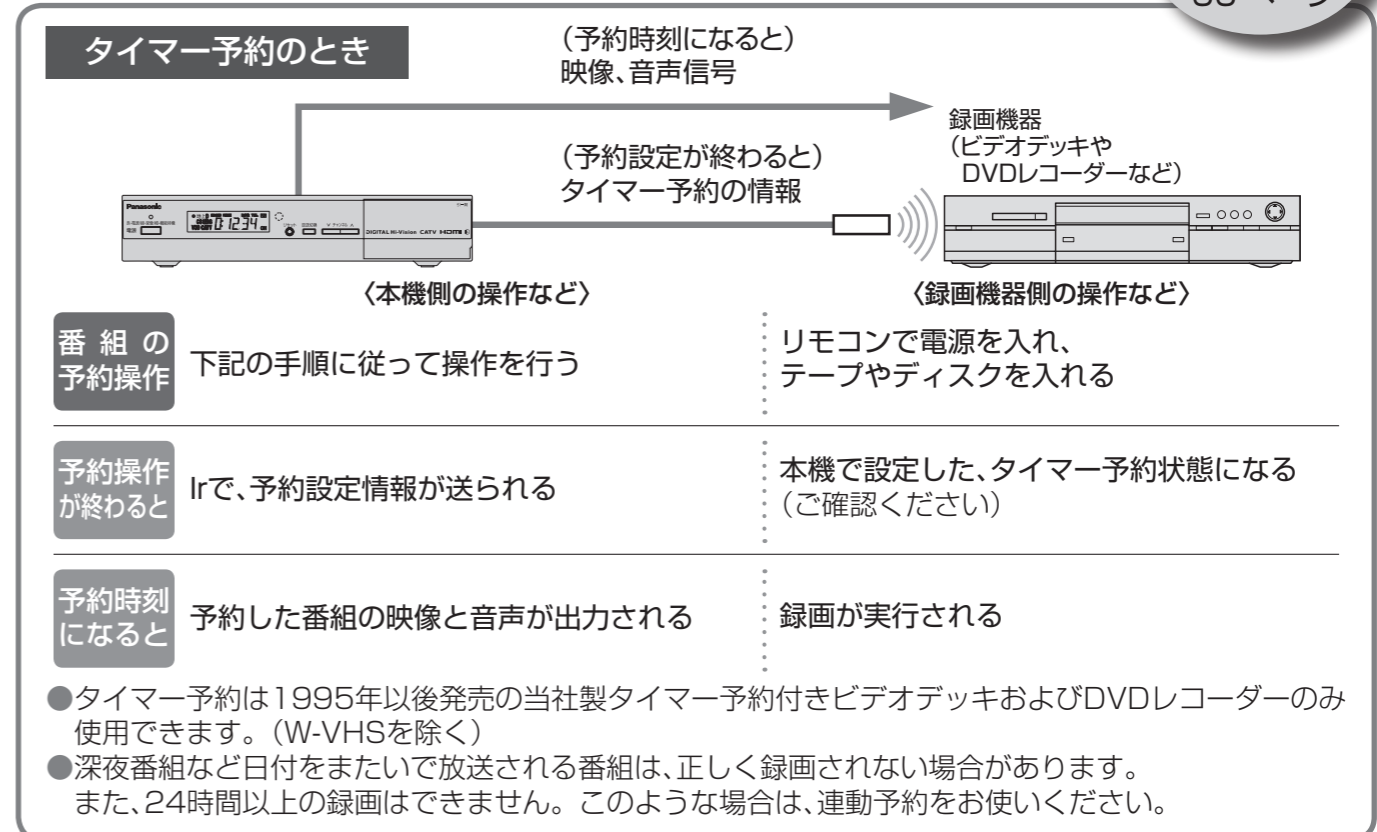 タイマー予約のとき
(予約時刻になると)
映像、音声信号
録画機器
(ビデオデッキや
DVDレコーダーなど)
(予約設定が終わると)
タイマー予約の情報
Panasonic
DIGITAL Hi-Vision CATV HDMI
〈本機側の操作など〉
〈録画機器側の操作など〉
番組の
予約操作
下記の手順に従って操作を行う
リモコンで電源を入れ、
テープやディスクを入れる
予約操作
が終わると
Irで、予約設定情報が送られる
本機で設定した、タイマー予約状態になる
(ご確認ください)
予約時刻
になると
予約した番組の映像と音声が出力される
録画が実行される
●タイマー予約は1995年以後発売の当社製タイマー予約付きビデオデッキおよびDVDレコーダーのみ
使用できます。(W-VHSを除く)
●深夜番組など日付をまたいで放送される番組は、正しく録画されない場合があります。
また、24時間以上の録画はできません。このような場合は、連動予約をお使いください。